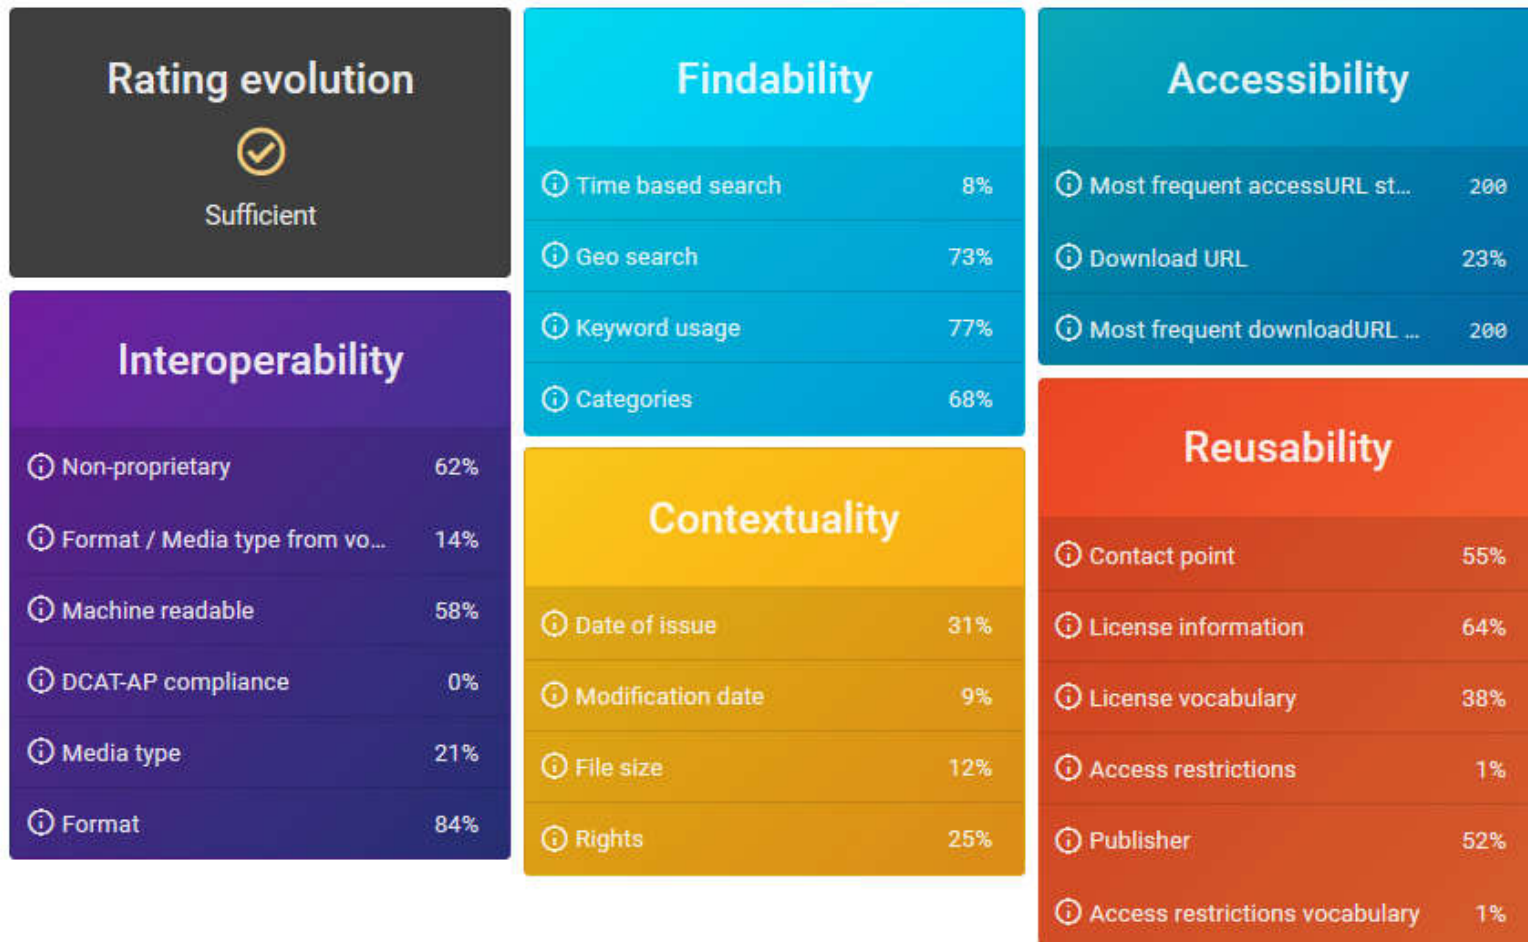 Rating evolution
Sufficient
Interoperability
Non-proprietary 62%
Format / Media type from vo... 14%
Machine readable 58%
DCAT-AP compliance 0%
Media type 21%
Format 84%
Findability
Time based search 8%
Geo search 73%
Keyword usage 77%
Categories 68%
Contextuality
Date of issue 31%
Modification date 9%
File size 12%
Rights 25%
Accessibility
Most frequent accessURL st... 200
Download URL 23%
Most frequent downloadURL ... 200
Reusability
Contact point 55%
License information 64%
License vocabulary 38%
Access restrictions 1%
Publisher 52%
Access restrictions vocabulary 1%